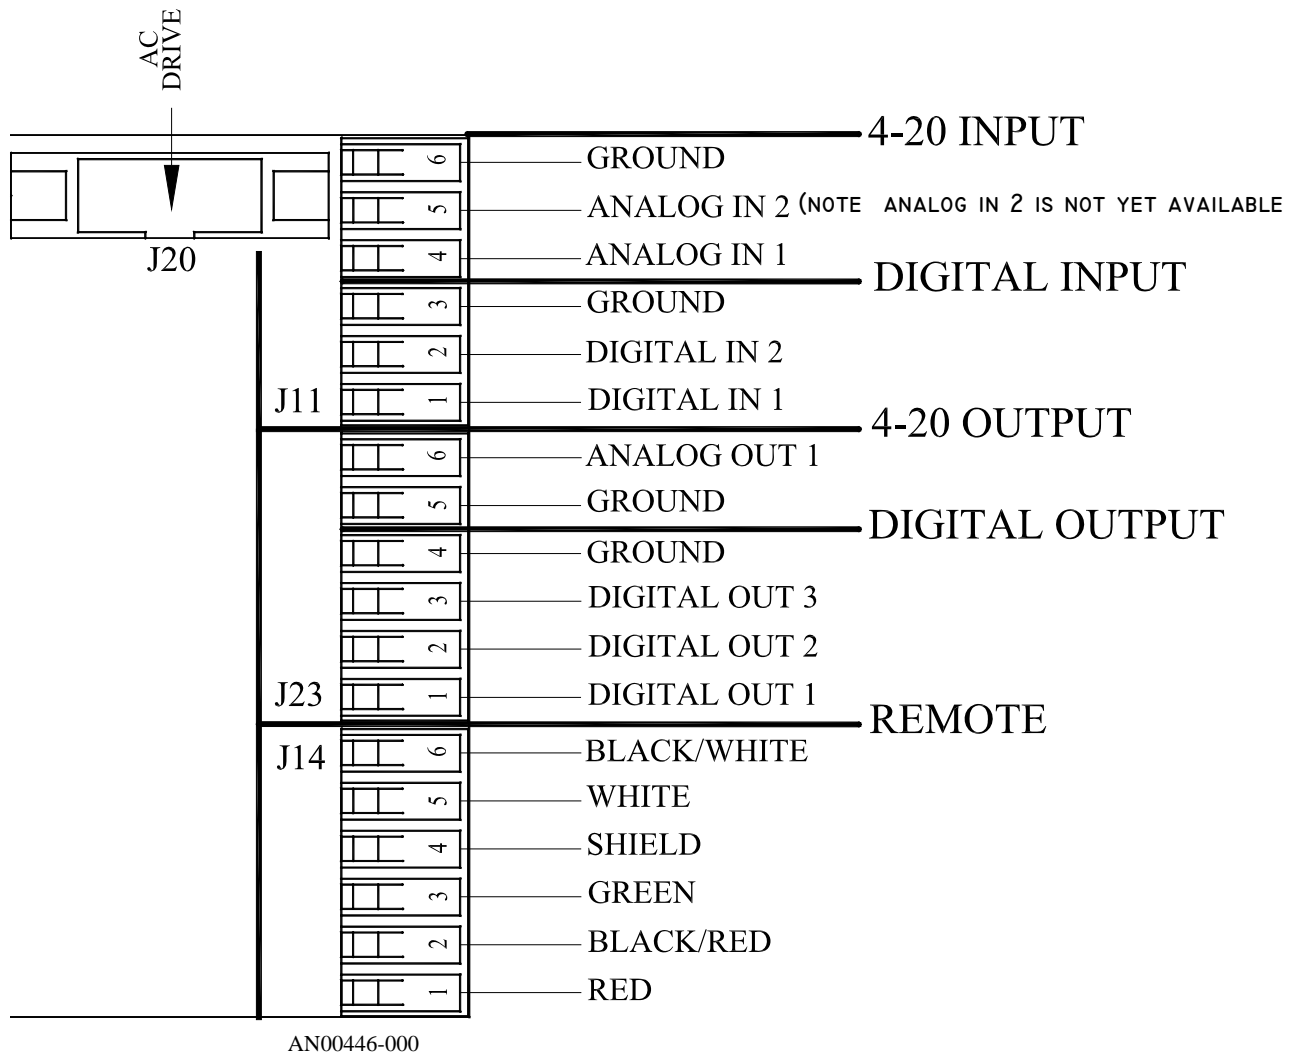 AC
DRIVE
4-20 INPUT
6 GROUND
5 ANALOG IN 2 (NOTE ANALOG IN 2 IS NOT YET AVAILABLE
J20
4 ANALOG IN 1
DIGITAL INPUT
3 GROUND
2 DIGITAL IN 2
J11 1 DIGITAL IN 1
4-20 OUTPUT
6 ANALOG OUT 1
5 GROUND
DIGITAL OUTPUT
4 GROUND
3 DIGITAL OUT 3
2 DIGITAL OUT 2
J23 1 DIGITAL OUT 1
REMOTE
J14 6 BLACK/WHITE
5 WHITE
4 SHIELD
3 GREEN
2 BLACK/RED
1 RED
AN00446-000